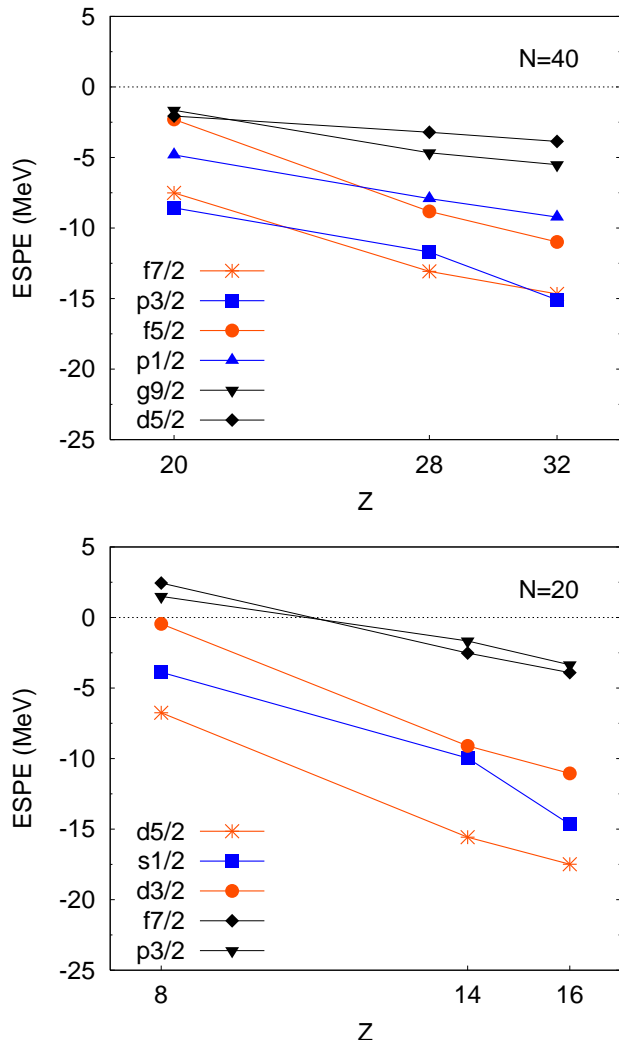 5
0
-5
-10
-15
-20
-25
ESPE (MeV)
N=40
f7/2
p3/2
f5/2
p1/2
g9/2
d5/2
20
28
32
Z
5
0
-5
-10
-15
-20
-25
ESPE (MeV)
N=20
d5/2
s1/2
d3/2
f7/2
p3/2
8
14
16
Z